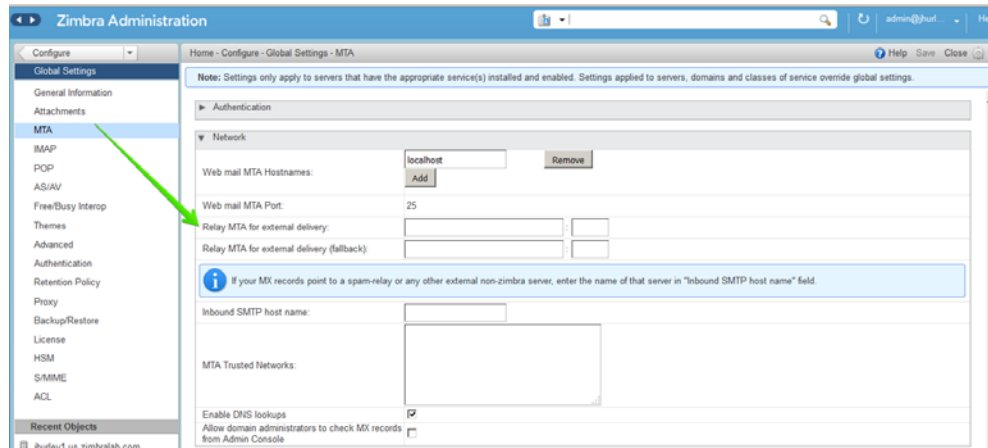 Zimbra Administration
admin@jhurl...
He
Configure
Home - Configure - Global Settings - MTA
Help Save Close
Global Settings
Note: Settings only apply to servers that have the appropriate service(s) installed and enabled. Settings applied to servers, domains and classes of service override global settings.
General Information
Attachments
Authentication
MTA
Network
IMAP
localhost
Remove
POP
Web mail MTA Hostnames:
Add
AS/AV
Free/Busy Interop
Web mail MTA Port:
25
Themes
Relay MTA for external delivery:
:
Advanced
Relay MTA for external delivery (fallback):
:
Authentication
Retention Policy
If your MX records point to a spam-relay or any other external non-zimbra server, enter the name of that server in "Inbound SMTP host name" field.
Proxy
Inbound SMTP host name:
Backup/Restore
License
HSM
MTA Trusted Networks:
S/MIME
ACL
Enable DNS lookups
Recent Objects
Allow domain administrators to check MX records
from Admin Console
jhurley1.us.zimbralab.com